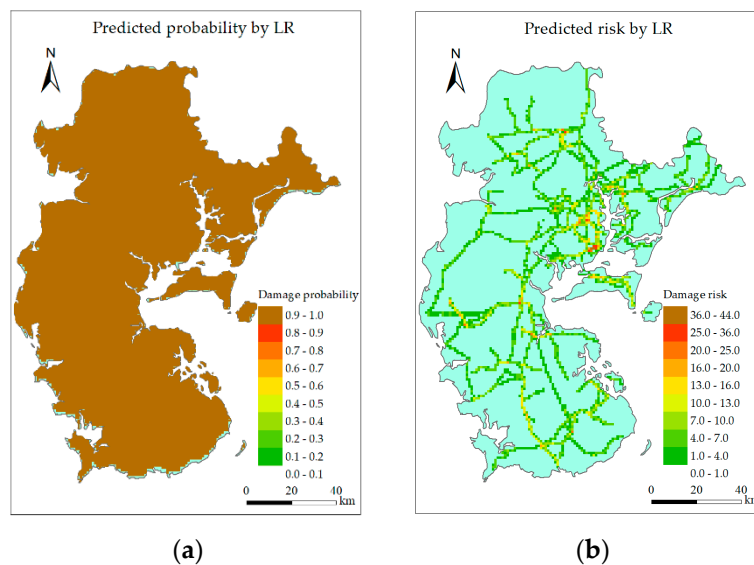 Predicted probability by LR
N
Damage probability
0.9 - 1.0
0.8 - 0.9
0.7 - 0.8
0.6 - 0.7
0.5 - 0.6
0.4 - 0.5
0.3 - 0.4
0.2 - 0.3
0.1 - 0.2
0.0 - 0.1
0 20 40
km
(a)
Predicted risk by LR
N
Damage risk
36.0 - 44.0
25.0 - 36.0
20.0 - 25.0
16.0 - 20.0
13.0 - 16.0
10.0 - 13.0
7.0 - 10.0
4.0 - 7.0
1.0 - 4.0
0.0 - 1.0
0 20 40
km
(b)